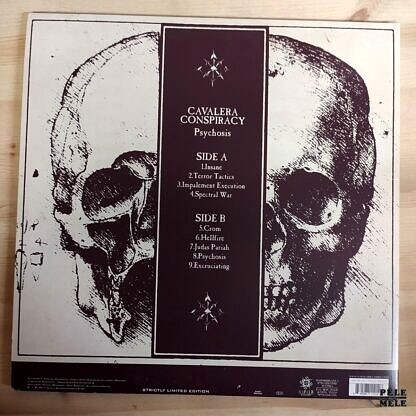 CAVALERA
CONSPIRACY
Psychosis
SIDE A
1.Insane
2.Terror Tactics
3.Impalement Execution
4.Spectral War
SIDE B
5.Crom
6.Hellfire
7.Judas Pariah
8.Psychosis
9.Excruciating
STRICTLY LIMITED EDITION
PELE
MELE